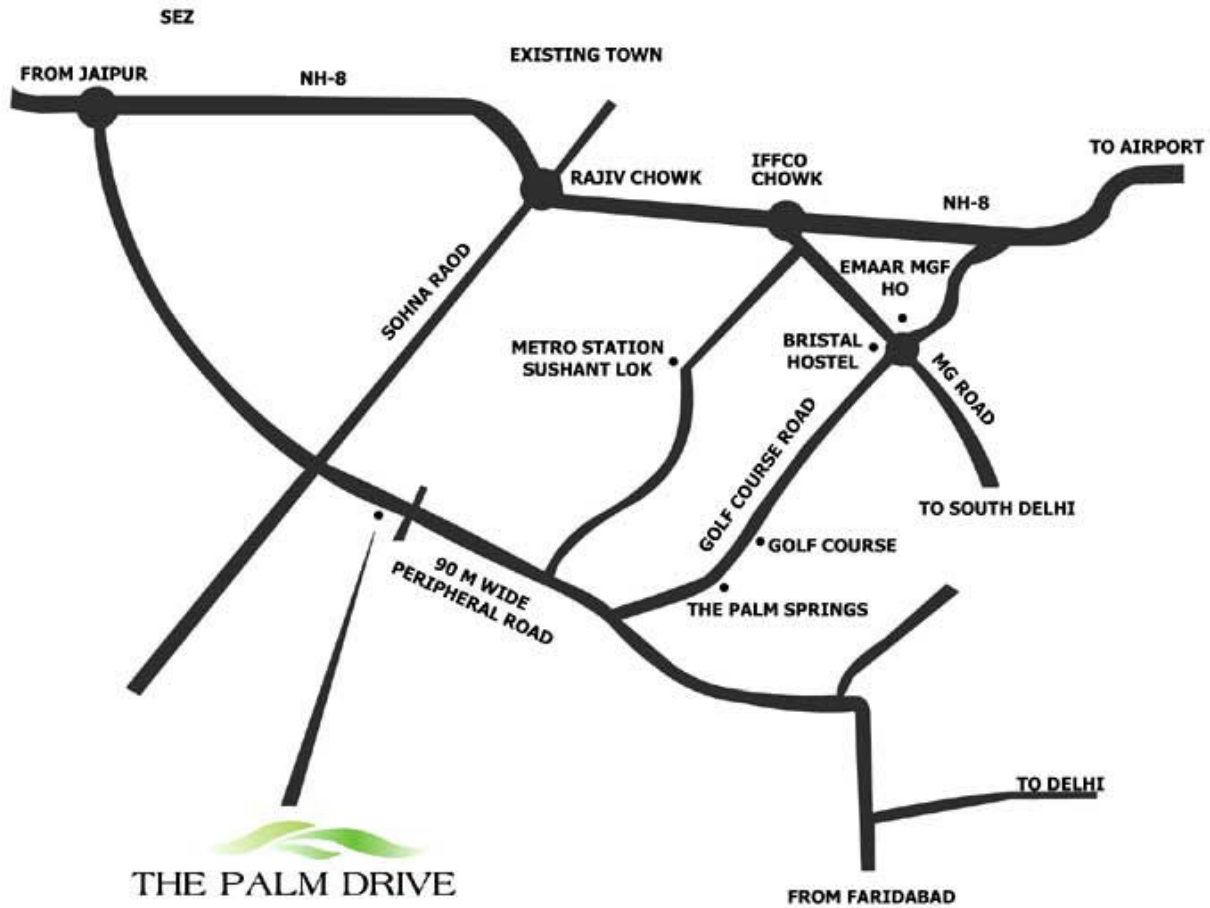 SEZ
EXISTING TOWN
FROM JAIPUR
NH-8
TO AIRPORT
IFFCO
CHOWK
RAJIV CHOWK
NH-8
SOHNA RAOD
EMAAR MGF
HO
METRO STATION
SUSHANT LOK
BRISTAL
HOSTEL
MG ROAD
GOLF COURSE ROAD
TO SOUTH DELHI
GOLF COURSE
90 M WIDE
PERIPHERAL ROAD
THE PALM SPRINGS
TO DELHI
THE PALM DRIVE
FROM FARIDABAD